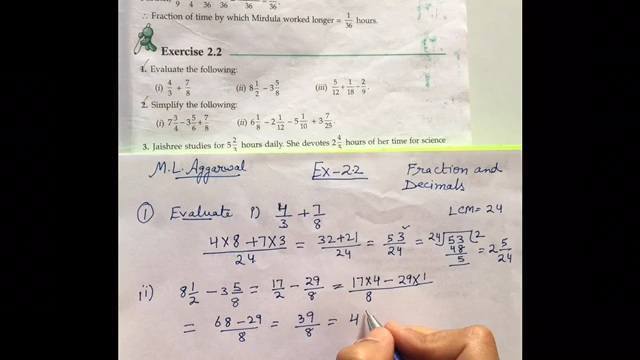 9 4 36 36 36
∴ Fraction of time by which Mirdula worked longer = 1/36 hours.
Exercise 2.2
1. Evaluate the following:
(i) 4/3 + 7/8 (ii) 8 1/2 − 3 5/8 (iii) 5/12 + 1/18 − 2/9.
2. Simplify the following:
(i) 7 3/4 − 3 5/6 + 7/8 (ii) 6 1/8 − 2 1/12 − 5 1/10 + 3 7/25.
3. Jaishree studies for 5 2/3 hours daily. She devotes 2 4/5 hours of her time for science
M.L. Aggarwal Ex-2.2 Fraction and
Decimals
① Evaluate i) 4/3 + 7/8 LCM = 24
4×8 + 7×3/24 = 32+21/24 = 53/24 = 24)53(2 48 5 = 2 5/24
ii) 8 1/2 − 3 5/8 = 17/2 − 29/8 = 17×4 − 29×1/8
= 68−29/8 = 39/8 = 4